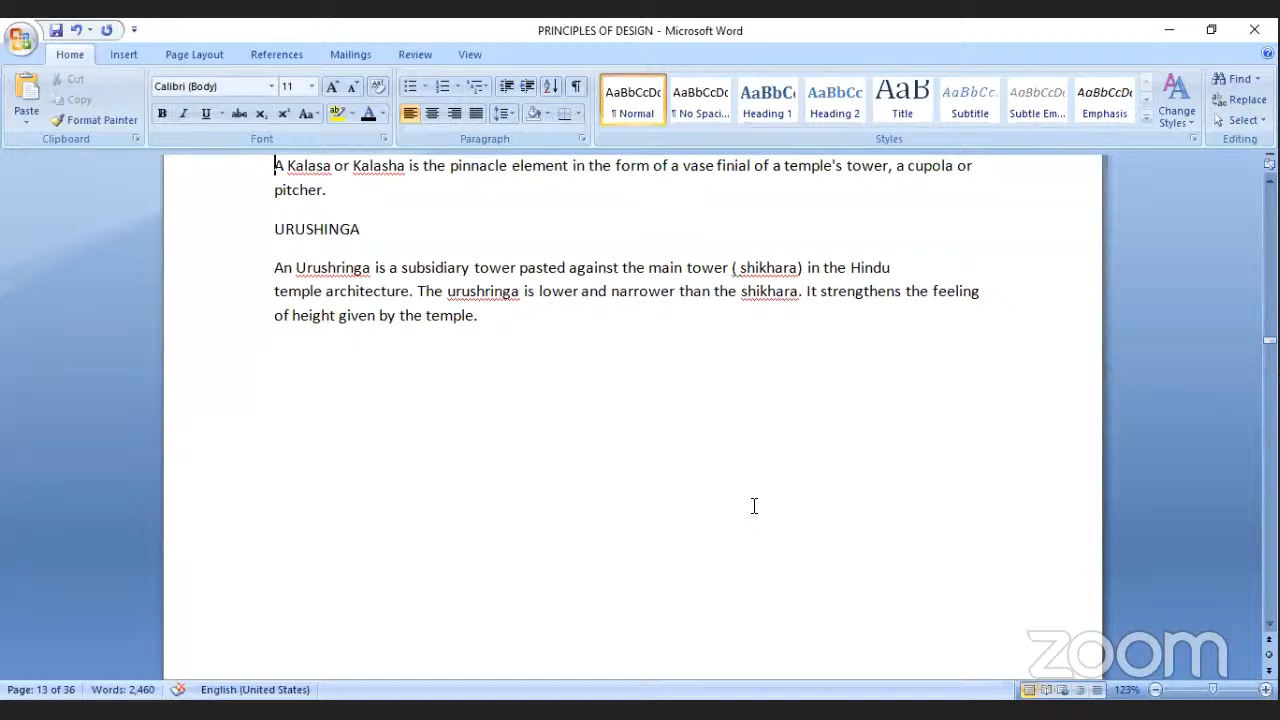 PRINCIPLES OF DESIGN - Microsoft Word
Home Insert Page Layout References Mailings Review View
Paste
Cut
Copy
Format Painter
Clipboard
Calibri (Body) 11
Font
Paragraph
AaBbCcDc ¶ Normal
AaBbCcDc ¶ No Spaci...
AaBbC Heading 1
AaBbCc Heading 2
AaB Title
AaBbCc. Subtitle
AaBbCcDc Subtle Em...
AaBbCcDc Emphasis
Change Styles
Styles
Find
Replace
Select
Editing
A Kalasa or Kalasha is the pinnacle element in the form of a vase finial of a temple's tower, a cupola or
pitcher.
URUSHINGA
An Urushringa is a subsidiary tower pasted against the main tower ( shikhara) in the Hindu
temple architecture. The urushringa is lower and narrower than the shikhara. It strengthens the feeling
of height given by the temple.
zoom
Page: 13 of 36 Words: 2,460 English (United States) 123%